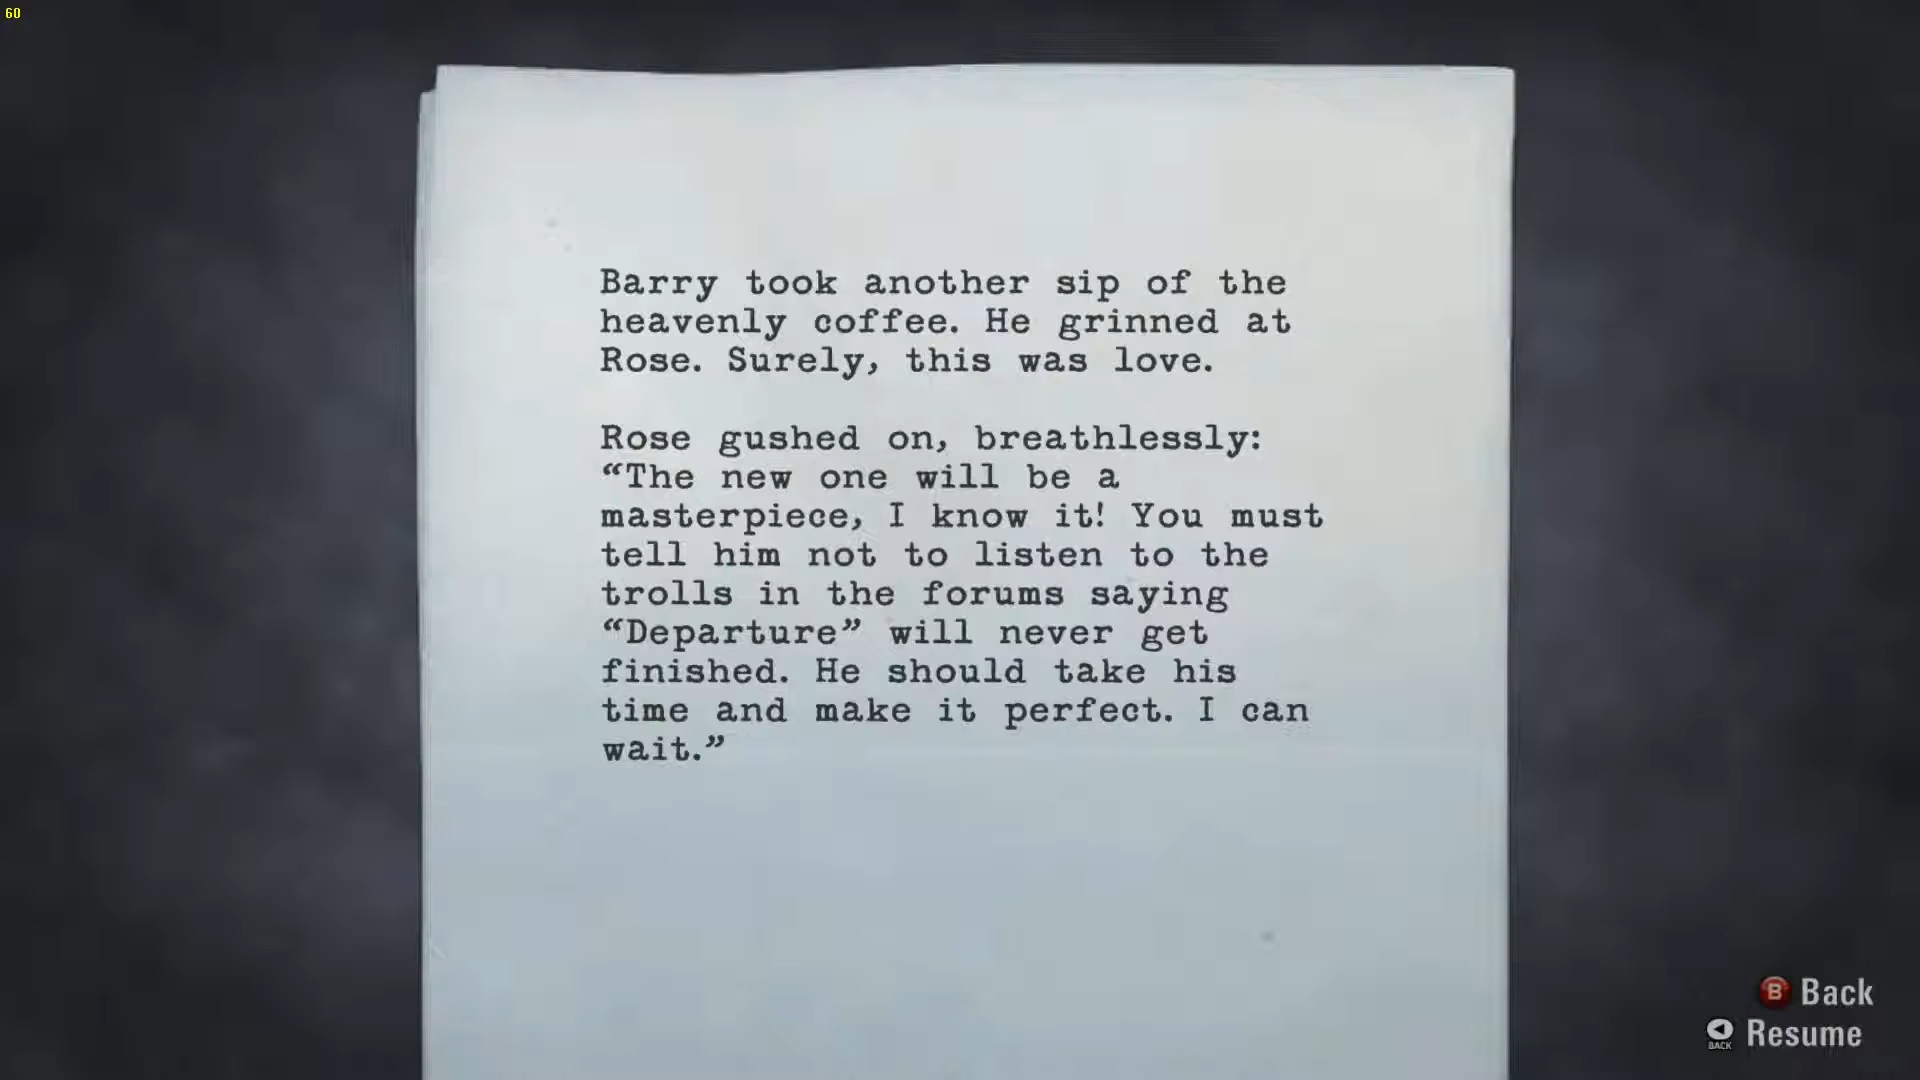 60
Barry took another sip of the
heavenly coffee. He grinned at
Rose. Surely, this was love.
Rose gushed on, breathlessly:
“The new one will be a
masterpiece, I know it! You must
tell him not to listen to the
trolls in the forums saying
“Departure” will never get
finished. He should take his
time and make it perfect. I can
wait.”
B Back
BACK Resume